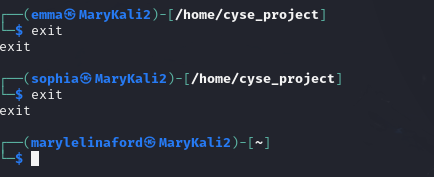 ┌──(emma㉿MaryKali2)-[/home/cyse_project]
└─$ exit
exit
┌──(sophia㉿MaryKali2)-[/home/cyse_project]
└─$ exit
exit
┌──(marylelinaford㉿MaryKali2)-[~]
└─$